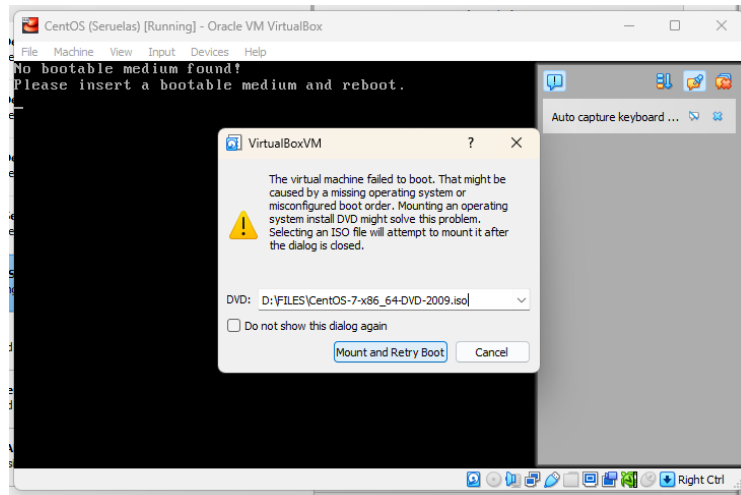 CentOS (Seruelas) [Running] - Oracle VM VirtualBox
File Machine View Input Devices Help
No bootable medium found!
Please insert a bootable medium and reboot.
_
Auto capture keyboard ...
VirtualBoxVM
?
The virtual machine failed to boot. That might be
caused by a missing operating system or
misconfigured boot order. Mounting an operating
system install DVD might solve this problem.
Selecting an ISO file will attempt to mount it after
the dialog is closed.
DVD: D:\FILES\CentOS-7-x86_64-DVD-2009.iso
Do not show this dialog again
Mount and Retry Boot Cancel
Right Ctrl